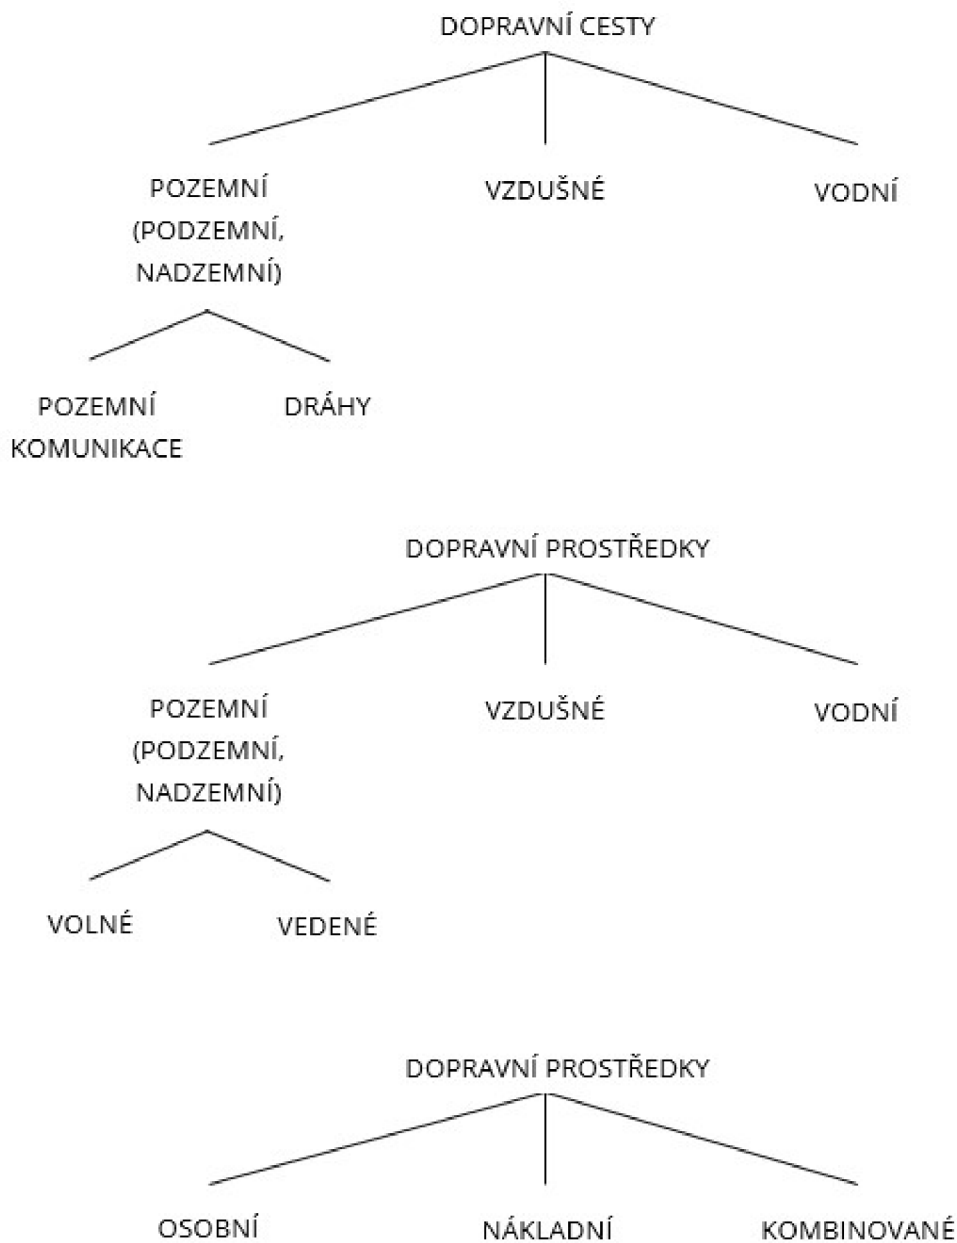 DOPRAVNÍ CESTY
POZEMNÍ
(PODZEMNÍ,
NADZEMNÍ)
VZDUŠNÉ
VODNÍ
POZEMNÍ
KOMUNIKACE
DRÁHY
DOPRAVNÍ PROSTŘEDKY
POZEMNÍ
(PODZEMNÍ,
NADZEMNÍ)
VZDUŠNÉ
VODNÍ
VOLNÉ
VEDENÉ
DOPRAVNÍ PROSTŘEDKY
OSOBNÍ
NÁKLADNÍ
KOMBINOVANÉ